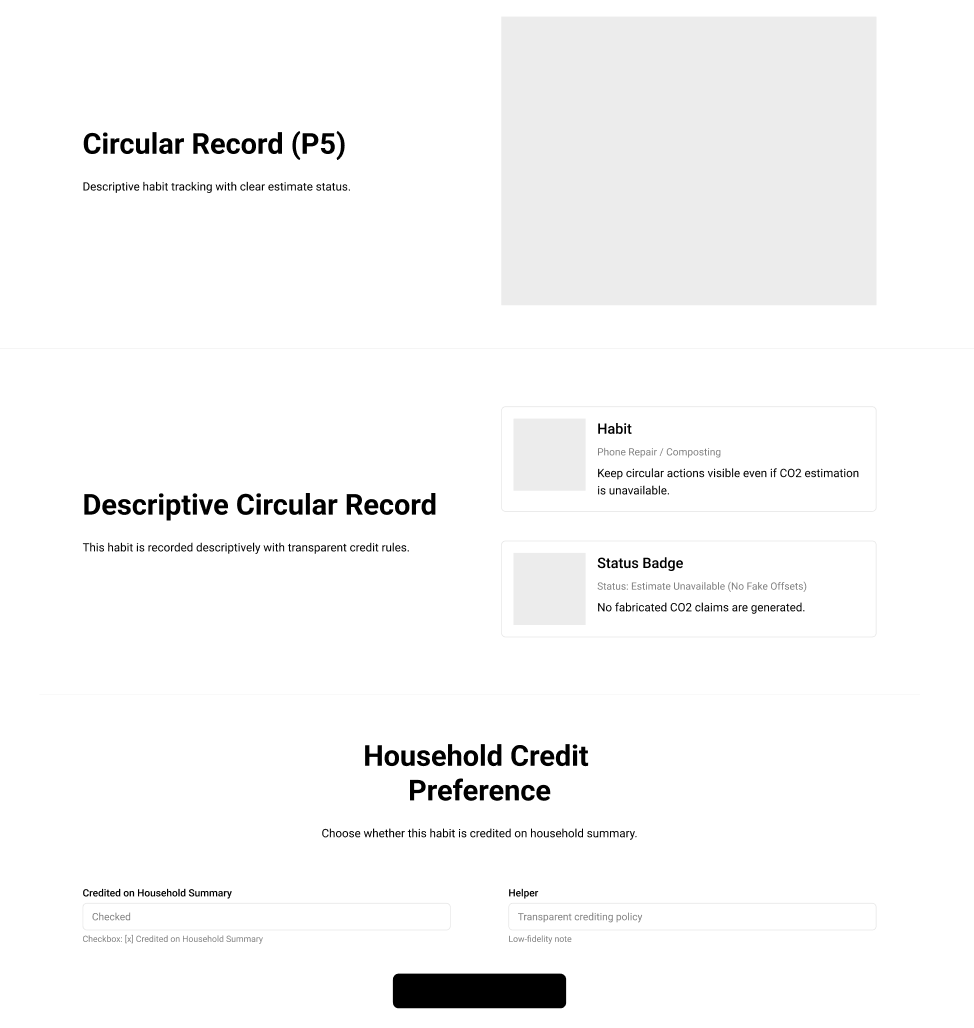 Circular Record (P5)
Descriptive habit tracking with clear estimate status.
Descriptive Circular Record
This habit is recorded descriptively with transparent credit rules.
Habit
Phone Repair / Composting
Keep circular actions visible even if CO2 estimation
is unavailable.
Status Badge
Status: Estimate Unavailable (No Fake Offsets)
No fabricated CO2 claims are generated.
Household Credit
Preference
Choose whether this habit is credited on household summary.
Credited on Household Summary
Checked
Checkbox: [x] Credited on Household Summary
Helper
Transparent crediting policy
Low-fidelity note